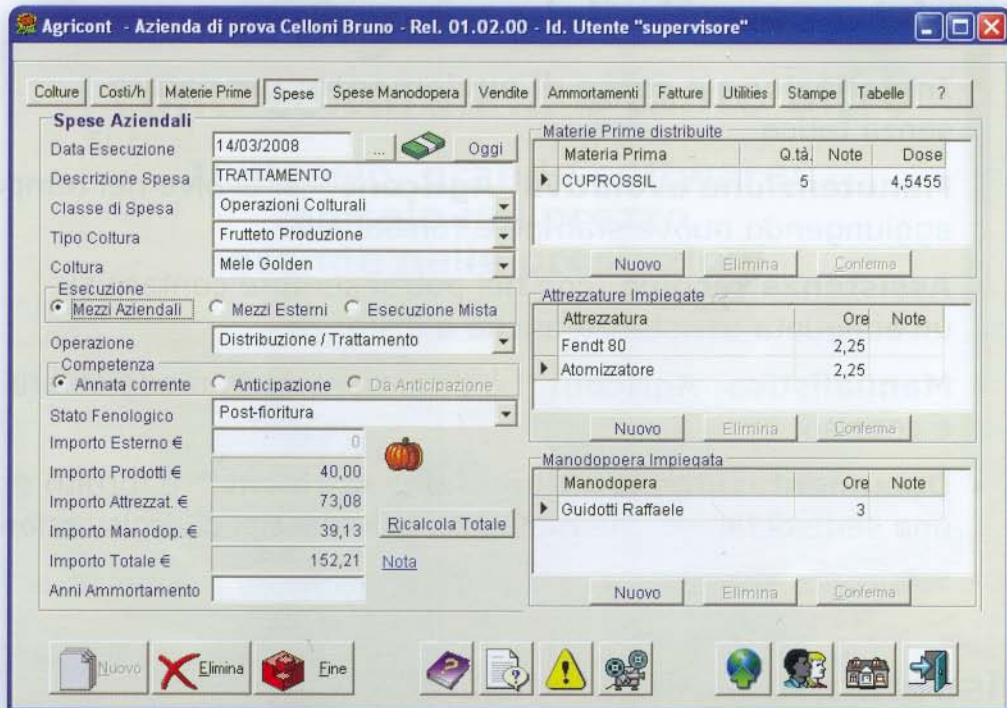 Agricont - Azienda di prova Celloni Bruno - Rel. 01.02.00 - Id. Utente "supervisore"
Colture Costi/h Materie Prime Spese Spese Manodopera Vendite Ammortamenti Fatture Utilities Stampe Tabelle ?
Spese Aziendali
Data Esecuzione 14/03/2008 ... Oggi
Descrizione Spesa TRATTAMENTO
Classe di Spesa Operazioni Colturali
Tipo Coltura Frutteto Produzione
Coltura Mele Golden
Esecuzione
Mezzi Aziendali Mezzi Esterni Esecuzione Mista
Operazione Distribuzione / Trattamento
Competenza
Annata corrente Anticipazione Da Anticipazione
Stato Fenologico Post-fioritura
Importo Esterno € 0
Importo Prodotti € 40,00
Importo Attrezzat. € 73,08
Importo Manodop. € 39,13 Ricalcola Totale
Importo Totale € 152,21 Nota
Anni Ammortamento
Materie Prime distribuite
Materia Prima Q.tà. Note Dose
CUPROSSIL 5 4,5455
Nuovo Elimina Conferma
Attrezzature Impiegate
Attrezzatura Ore Note
Fendt 80 2,25
Atomizzatore 2,25
Nuovo Elimina Conferma
Manodopoera Impiegata
Manodopera Ore Note
Guidotti Raffaele 3
Nuovo Elimina Conferma
Nuovo Elimina Fine